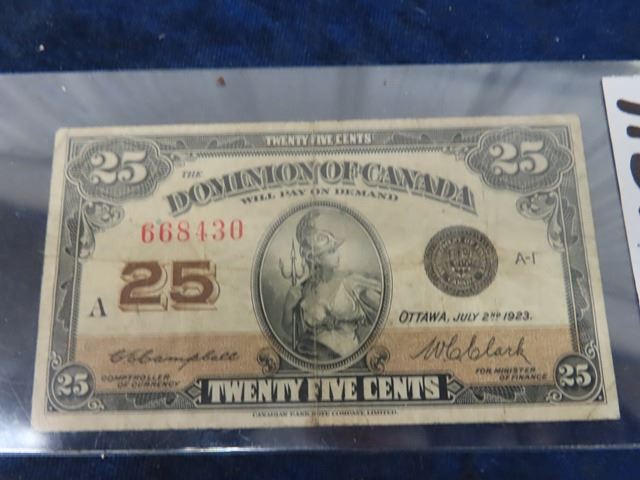 TWENTY FIVE CENTS
25 25
THE
DOMINION OF CANADA
WILL PAY ON DEMAND
668430
A-1
A 25
OTTAWA, JULY 2ND 1923.
C E Campbell W C Clark
COMPTROLLER OF CURRENCY
FOR MINISTER OF FINANCE
25 TWENTY FIVE CENTS 25
CANADIAN BANK NOTE COMPANY, LIMITED.